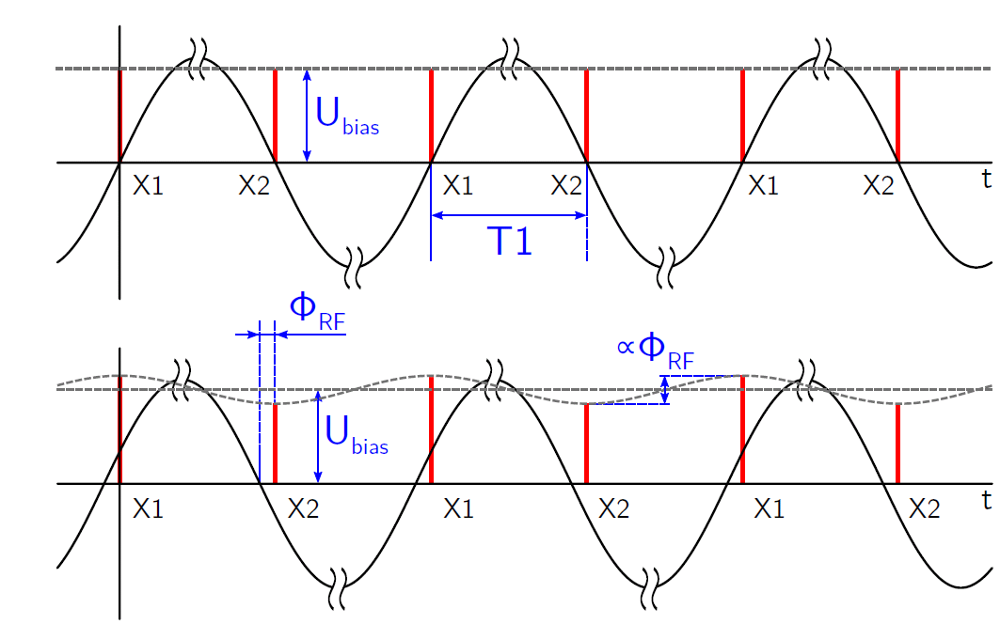 U_bias
X1 X2 X1 X2 X1 X2 t
T1
Φ_RF
∝Φ_RF
U_bias
X1 X2 X1 X2 X1 X2 t